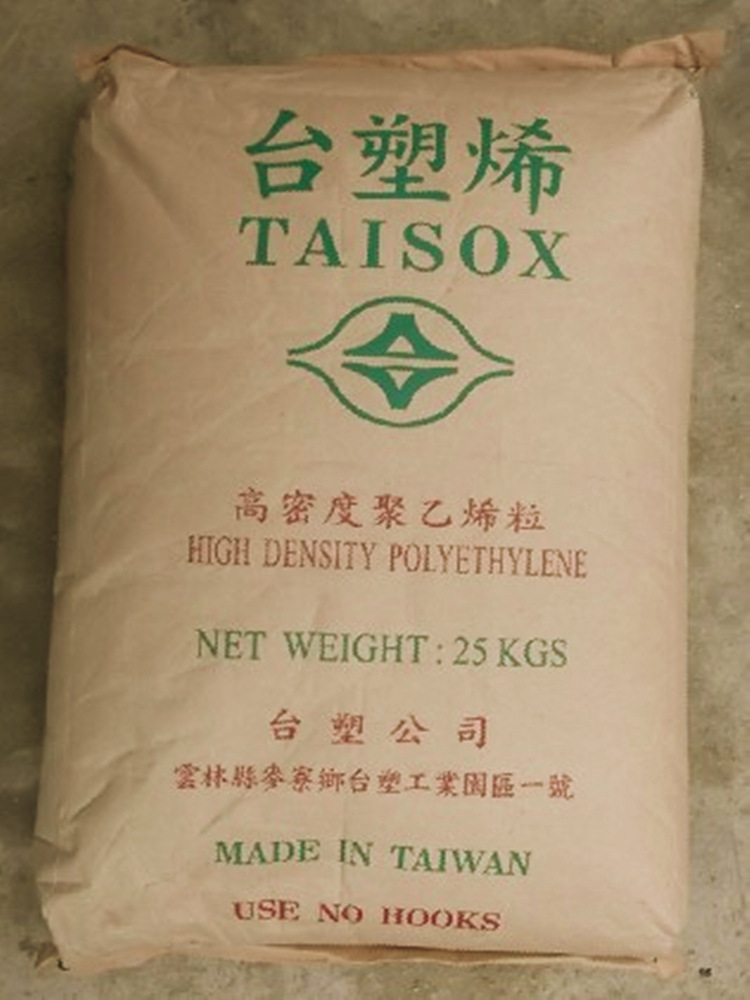 台塑烯
TAISOX
高密度聚乙烯粒
HIGH DENSITY POLYETHYLENE
NET WEIGHT: 25 KGS
台塑公司
雲林縣麥寮鄉台塑工業園區一號
MADE IN TAIWAN
USE NO HOOKS